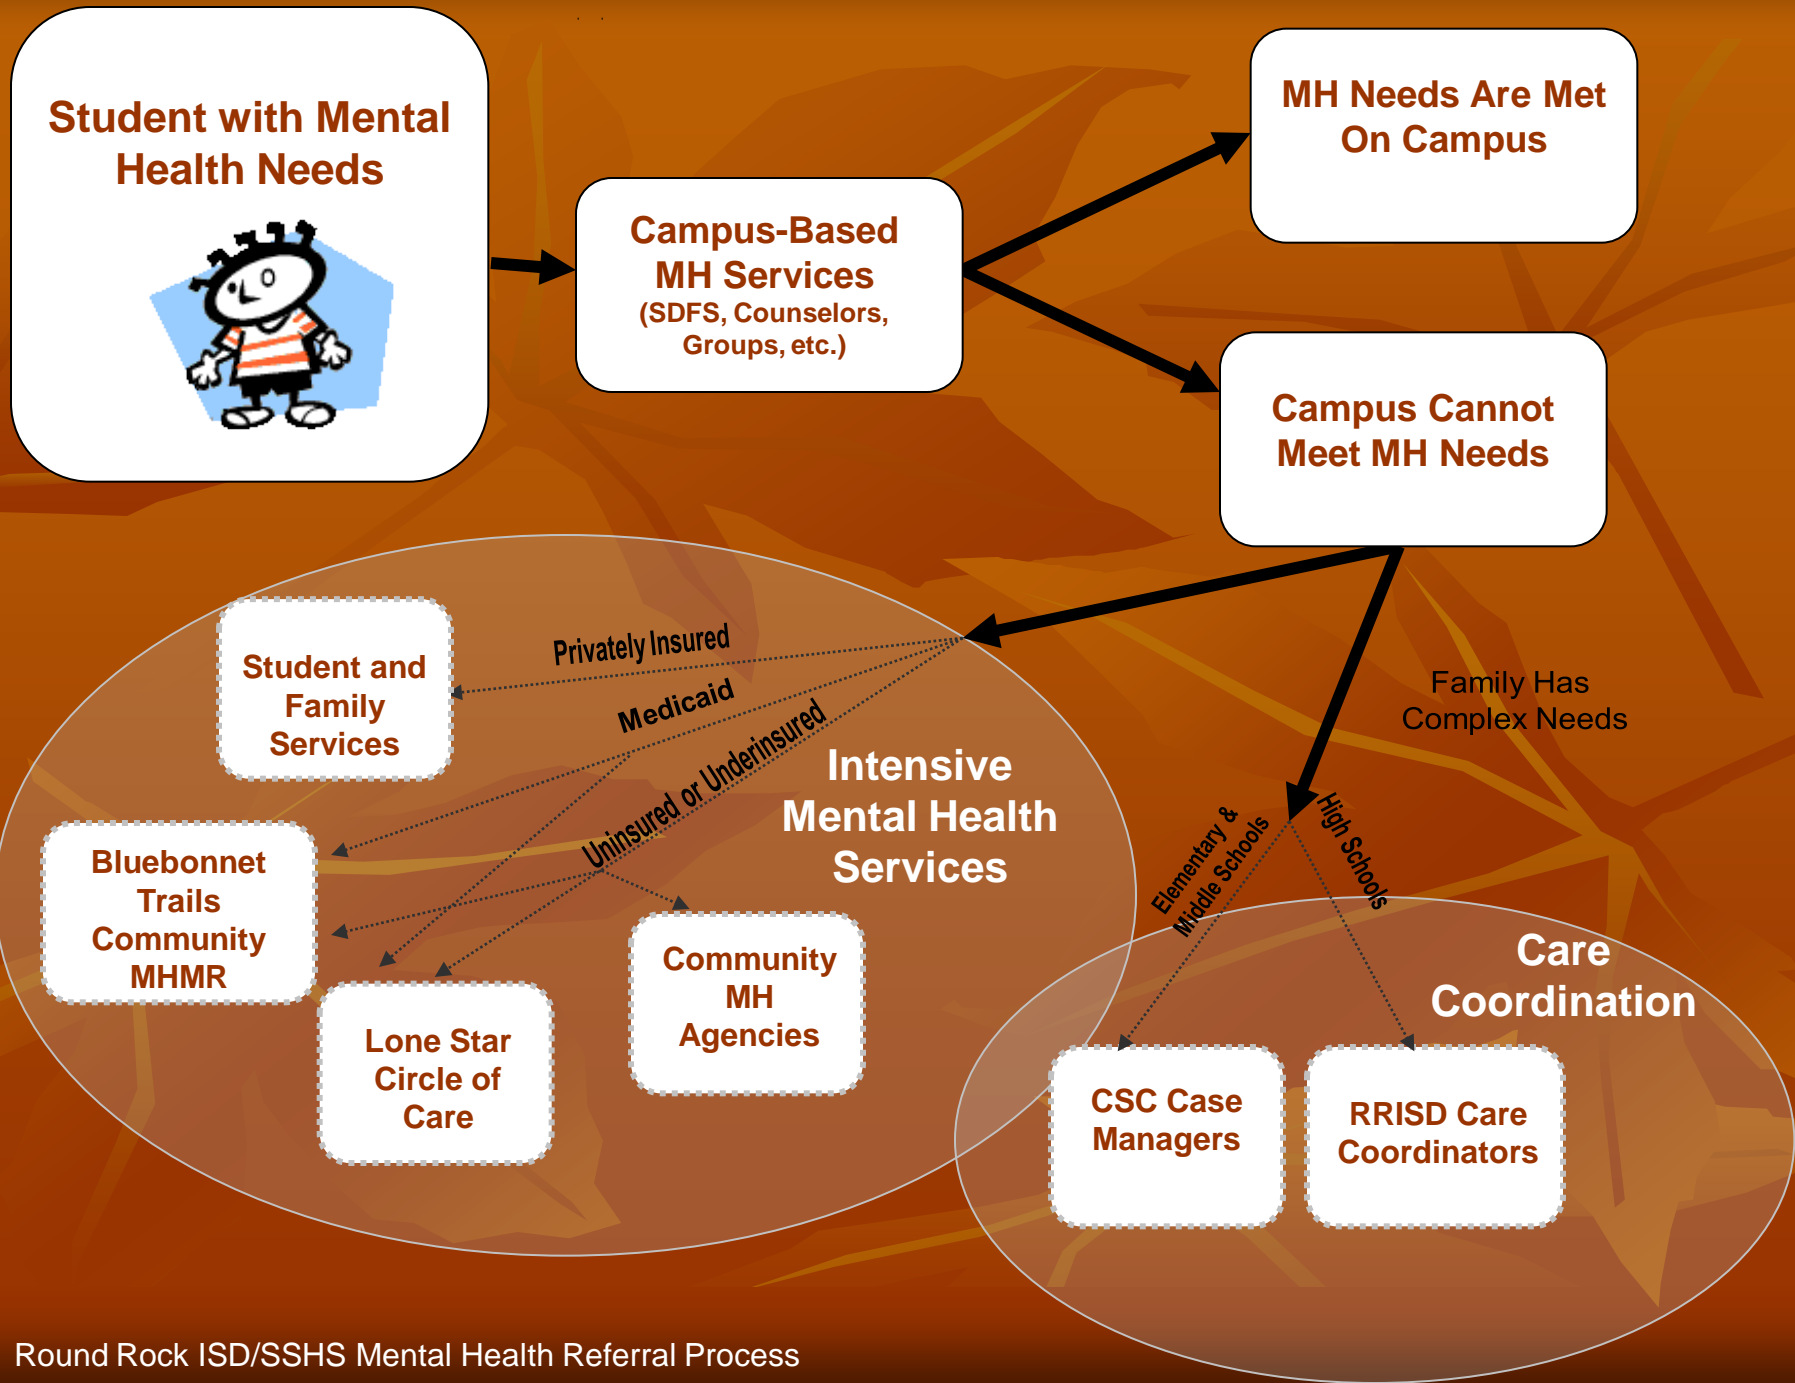 Student with Mental
Health Needs
Campus-Based
MH Services
(SDFS, Counselors,
Groups, etc.)
MH Needs Are Met
On Campus
Campus Cannot
Meet MH Needs
Family Has
Complex Needs
Privately Insured
Medicaid
Uninsured or Underinsured
Intensive
Mental Health
Services
Student and
Family
Services
Bluebonnet
Trails
Community
MHMR
Lone Star
Circle of
Care
Community
MH
Agencies
Elementary &
Middle Schools
High Schools
Care
Coordination
CSC Case
Managers
RRISD Care
Coordinators
Round Rock ISD/SSHS Mental Health Referral Process